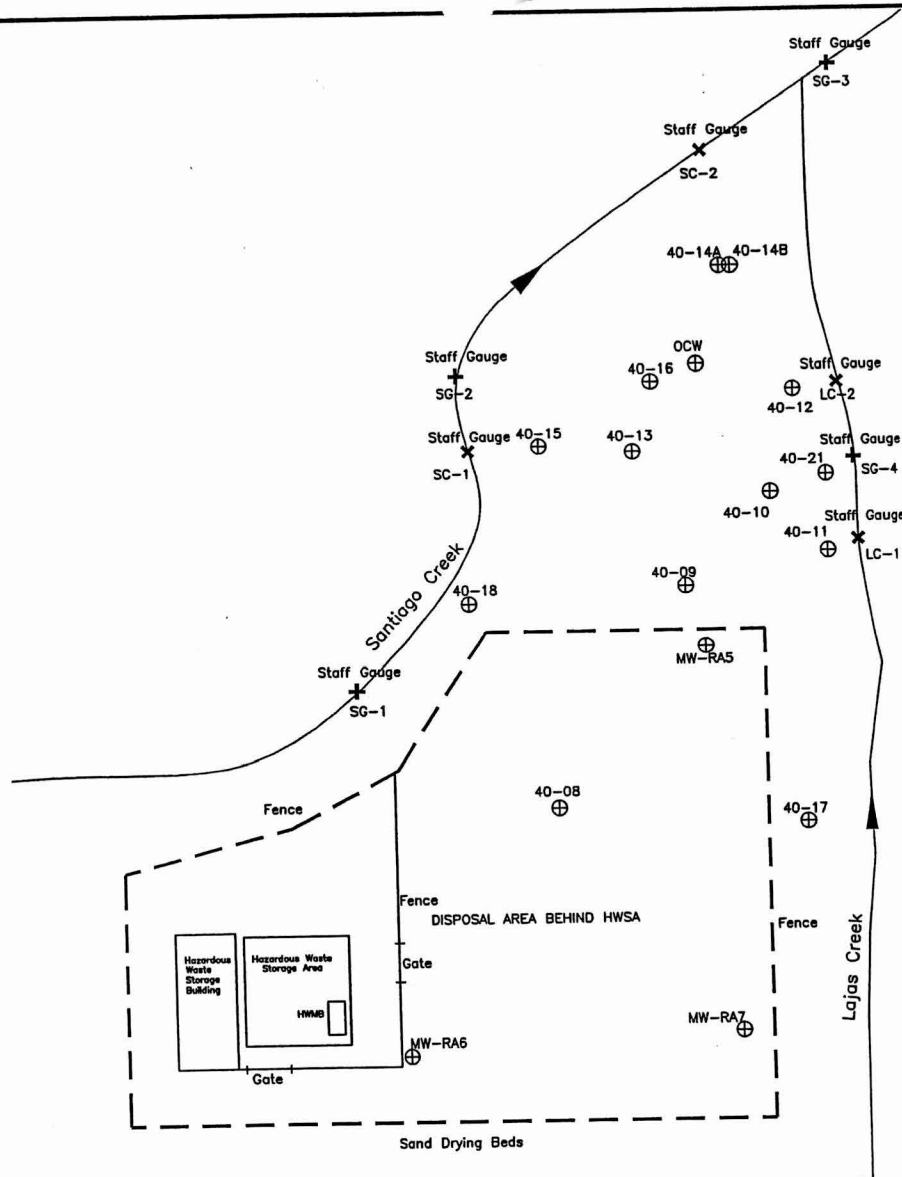 Staff Gauge
SG-3
Staff Gauge
SC-2
40-14A
40-14B
OCW
Staff Gauge
SG-2
40-16
Staff Gauge
LC-2
40-12
Staff Gauge
SC-1
40-15
40-13
Staff Gauge
SG-4
40-21
40-10
Staff Gauge
LC-1
40-11
40-09
Santiago Creek
40-18
MW-RA5
Staff Gauge
SG-1
40-08
40-17
Fence
Fence
DISPOSAL AREA BEHIND HWSA
Fence
Gate
Lajas Creek
Hazardous
Waste
Storage
Building
Hazardous Waste
Storage Area
HWMB
MW-RA6
MW-RA7
Gate
Sand Drying Beds